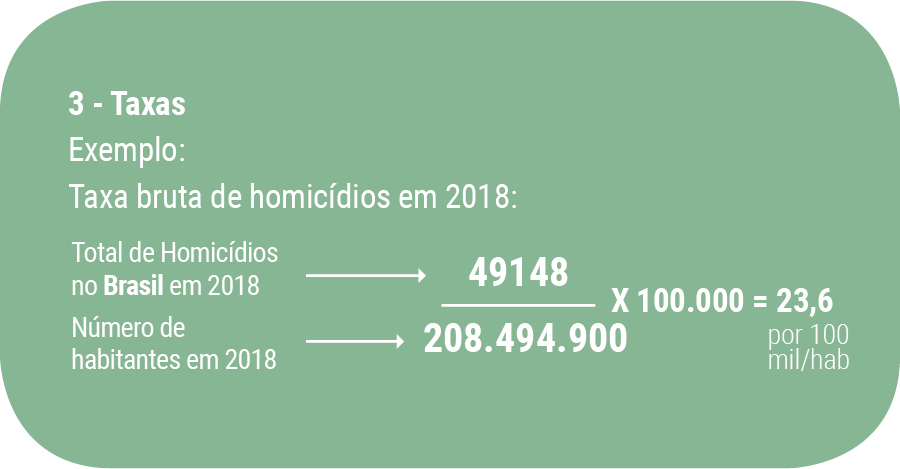 3 - Taxas
Exemplo:
Taxa bruta de homicídios em 2018:
Total de Homicídios
no Brasil em 2018
49148
X 100.000 = 23,6
Número de
habitantes em 2018
208.494.900
por 100
mil/hab